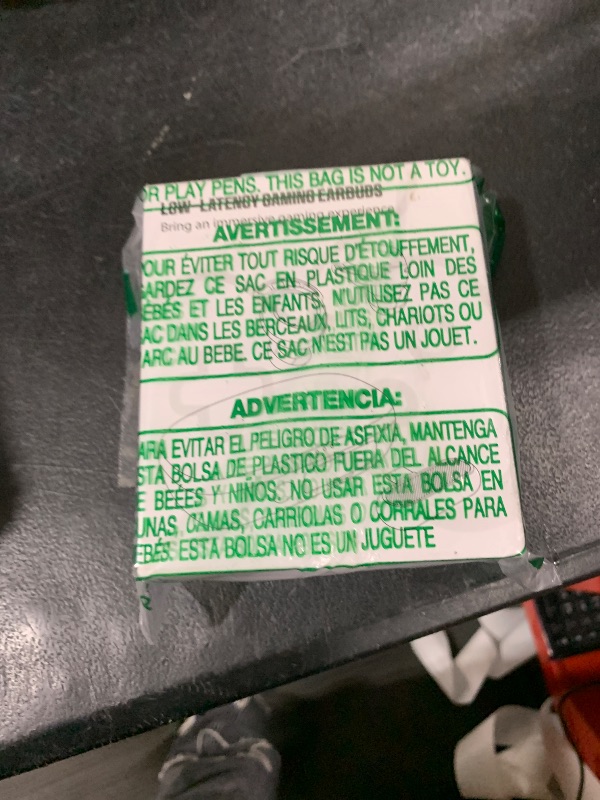 OR PLAY PENS. THIS BAG IS NOT A TOY.
LOW-LATENCY GAMING EARBUDS
Bring an immersive gaming experience
AVERTISSEMENT:
OUR ÉVITER TOUT RISQUE D'ÉTOUFFEMENT,
ARDEZ CE SAC EN PLASTIQUE LOIN DES
ÉBÉS ET LES ENFANTS, N'UTILISEZ PAS CE
AC DANS LES BERCEAUX, LITS, CHARIOTS OU
ARC AU BEBE. CE SAC N'EST PAS UN JOUET.
ADVERTENCIA:
ARA EVITAR EL PELIGRO DE ASFIXIA, MANTENGA
STA BOLSA DE PLASTICO FUERA DEL ALCANCE
E BEÉES Y NIÑOS. NO USAR ESTA BOLSA EN
UNAS, CAMAS, CARRIOLAS O CORRALES PARA
EBÉS. ESTA BOLSA NO ES UN JUGUETE